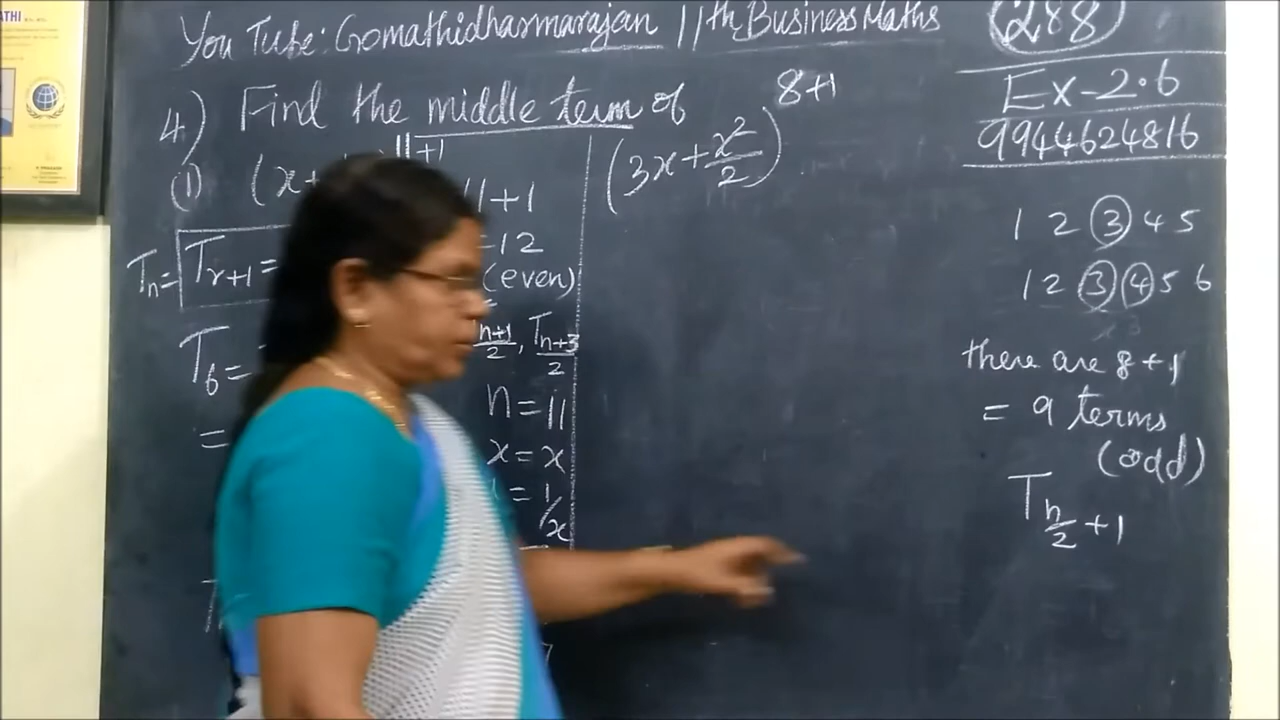 You Tube: Gomathidharmarajan 11th Business Maths
288
Ex-2.6
9944624816
4) Find the middle term of
(i) (x+
11+1
11+1
=12
(even)
Tn= Tr+1=
n+1/2, Tn+3/2
T6=
=
n=11
x=x
=1/x
(3x+x²/2) 8+1
1 2 3 4 5
1 2 3 4 5 6
there are 8+1
= 9 terms
(odd)
T n/2 +1